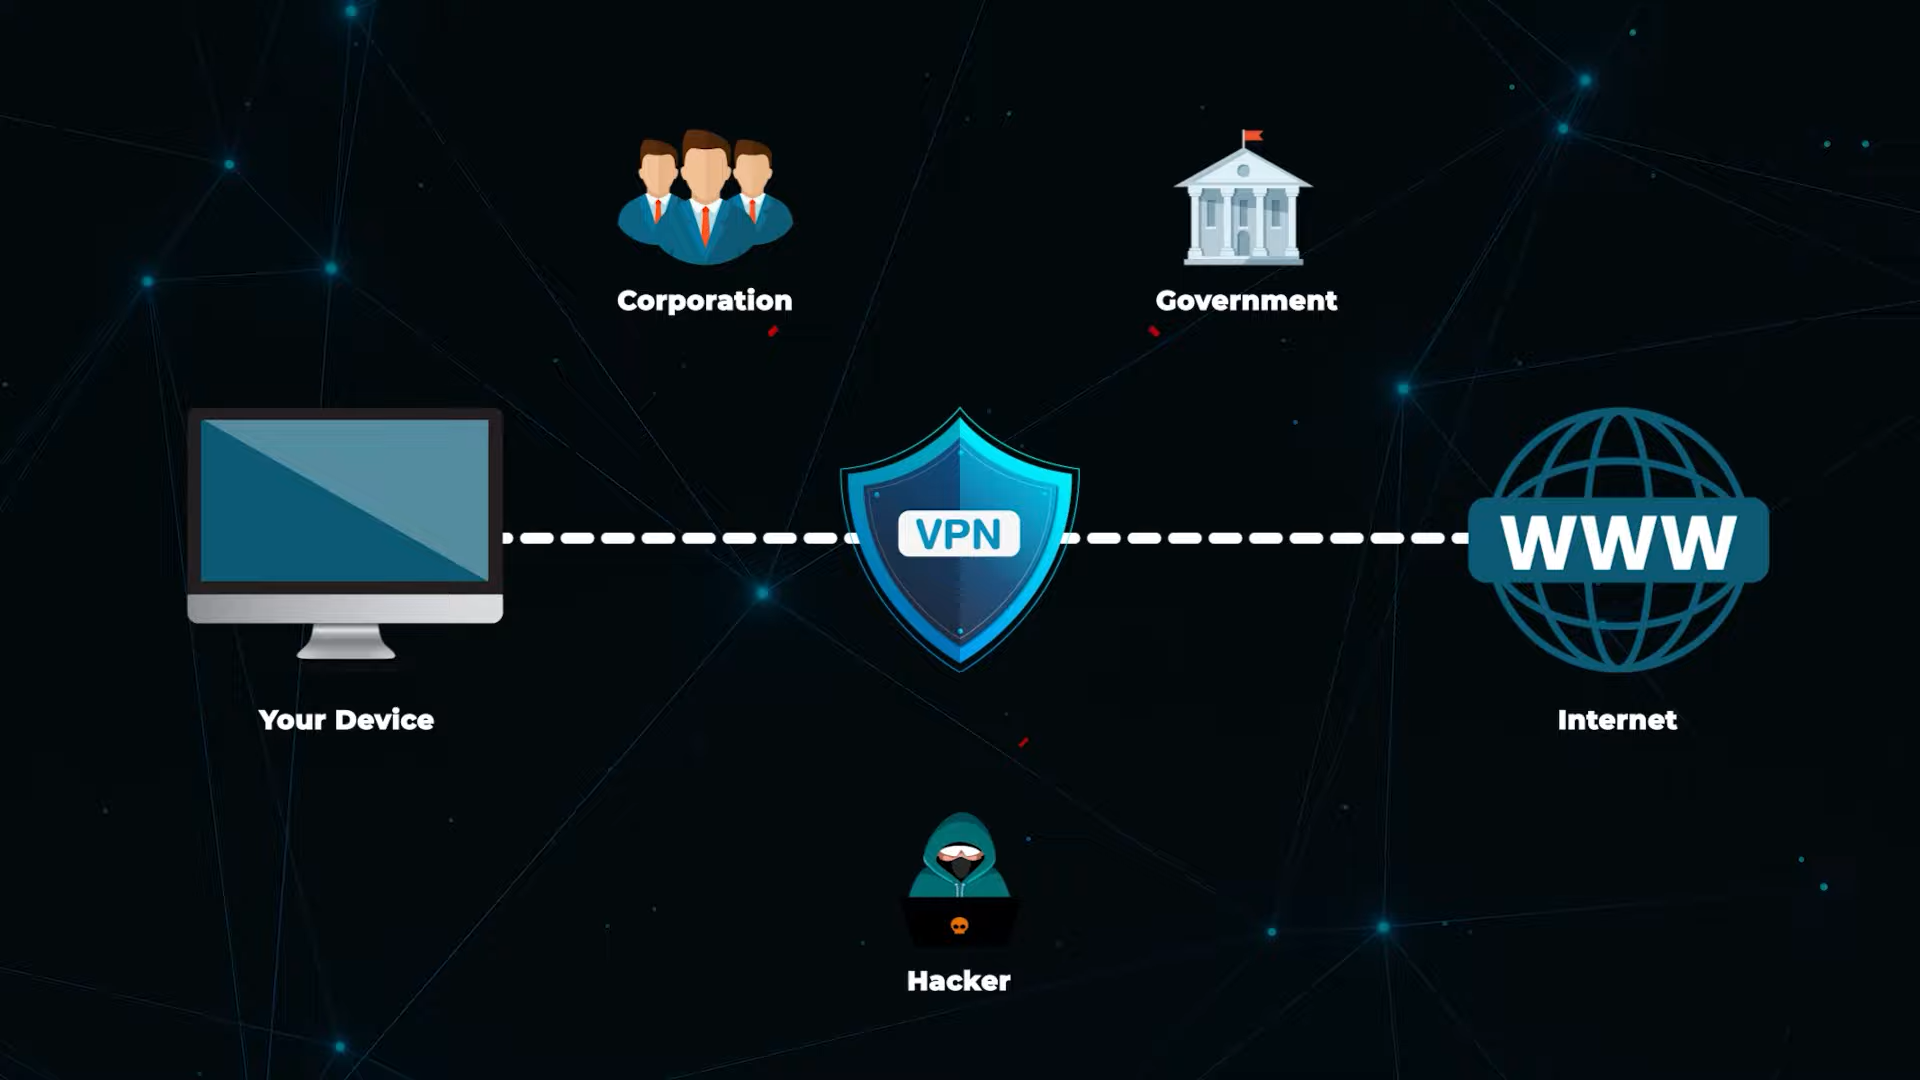 Corporation
Government
VPN
WWW
Your Device
Internet
Hacker